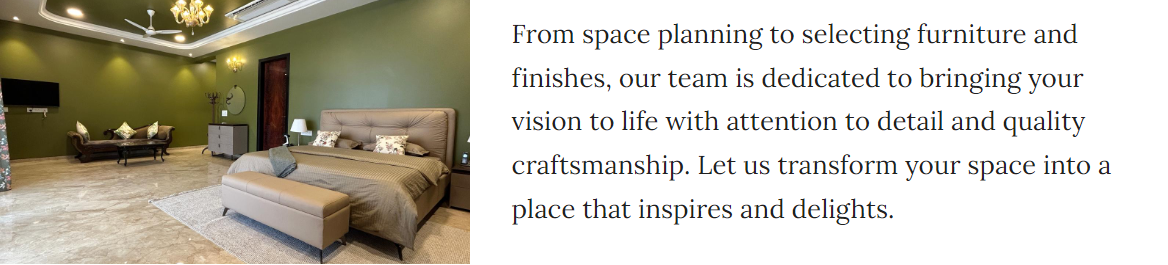 From space planning to selecting furniture and
finishes, our team is dedicated to bringing your
vision to life with attention to detail and quality
craftsmanship. Let us transform your space into a
place that inspires and delights.